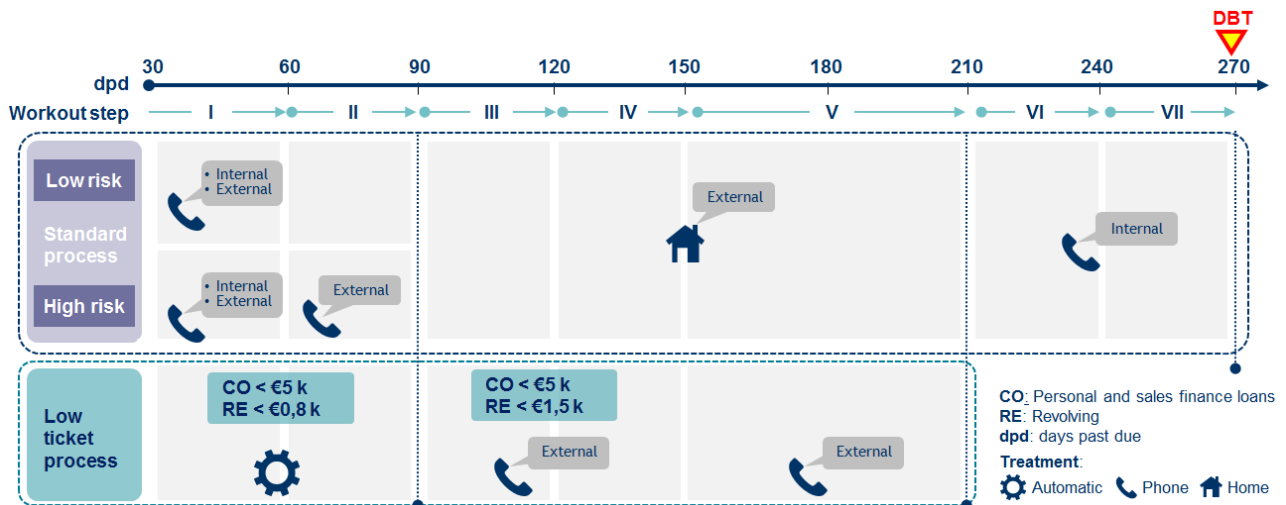 DBT
30 60 90 120 150 180 210 240 270
dpd
Workout step I II III IV V VI VII
Low risk
• Internal
• External
External
Standard
process
Internal
High risk
• Internal
• External
External
Low
ticket
process
CO < €5 k
RE < €0,8 k
CO < €5 k
RE < €1,5 k
External
External
CO: Personal and sales finance loans
RE: Revolving
dpd: days past due
Treatment:
Automatic Phone Home